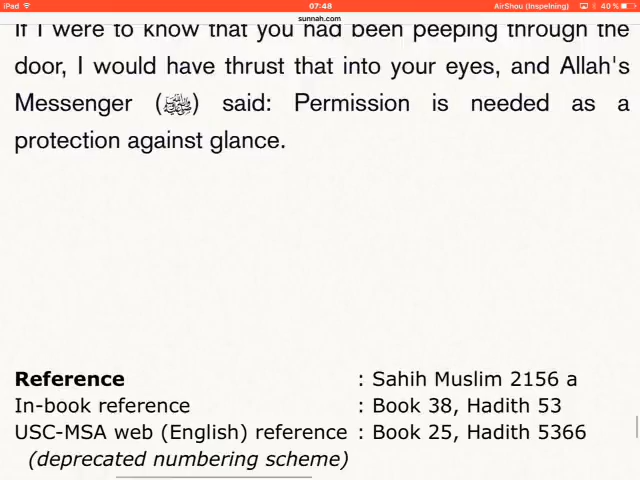 iPad 07:48 AirShou (Inspelning) 40 %
sunnah.com
If I were to know that you had been peeping through the
door, I would have thrust that into your eyes, and Allah's
Messenger (ﷺ) said: Permission is needed as a
protection against glance.
Reference : Sahih Muslim 2156 a
In-book reference : Book 38, Hadith 53
USC-MSA web (English) reference : Book 25, Hadith 5366
(deprecated numbering scheme)